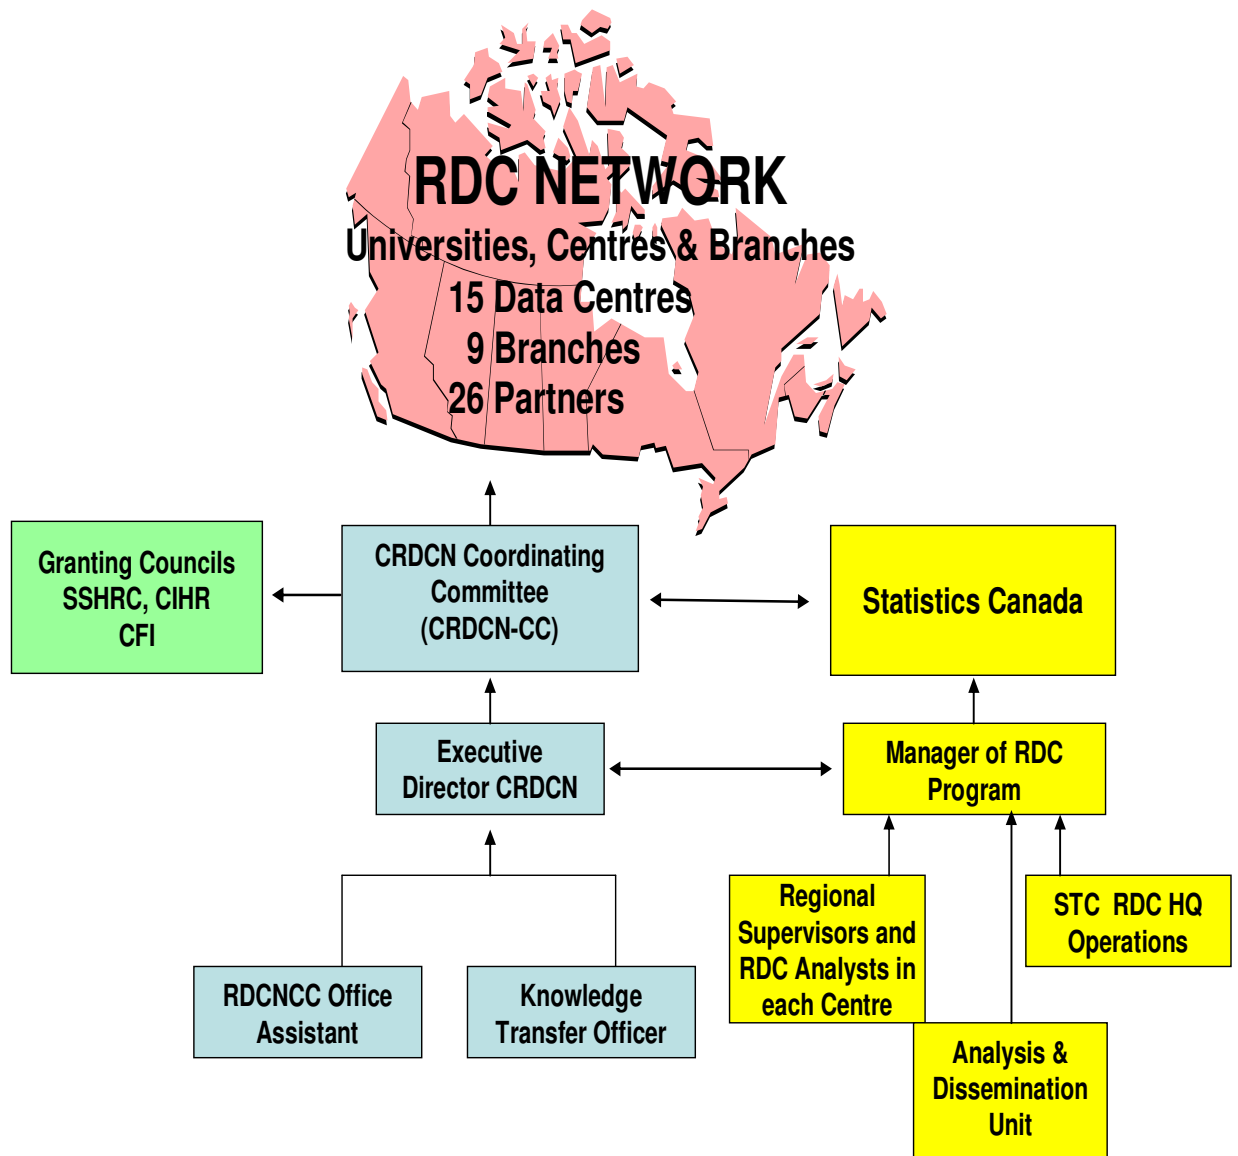 RDC NETWORK
Universities, Centres & Branches
15 Data Centres
9 Branches
26 Partners
Granting Councils
SSHRC, CIHR
CFI
CRDCN Coordinating
Committee
(CRDCN-CC)
Statistics Canada
Executive
Director CRDCN
Manager of RDC
Program
RDCNCC Office
Assistant
Knowledge
Transfer Officer
Regional
Supervisors and
RDC Analysts in
each Centre
STC RDC HQ
Operations
Analysis &
Dissemination
Unit